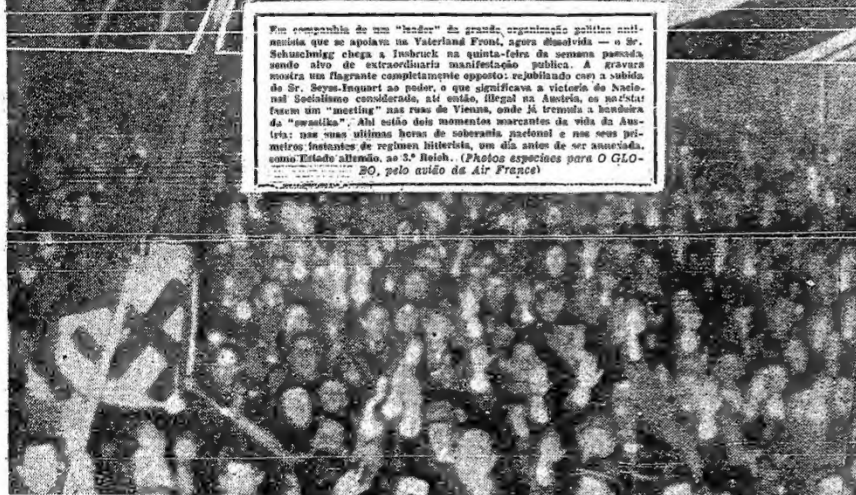 Em companhia de um "leader" da grande organização politica anti-
nazista que se apoiava na Vaterland Front, agora dissolvida — o Sr.
Schuschnigg chega a Insbruck na quinta-feira da semana passada,
sendo alvo de extraordinaria manifestação publica. A gravura
mostra um flagrante completamente opposto: rejubilando com a subida
do Sr. Seyss-Inquart ao poder, o que significava a victoria do Nacio-
nal Socialismo considerado, até então, illegal na Austria, os nazistas
fazem um "meeting" nas ruas de Vienna, onde já tremula a bandeira
da "swastika". Ahi estão dois momentos marcantes da vida da Aus-
tria: nas suas ultimas horas de soberania nacional e nos seus pri-
meiros instantes de regimen hitlerista, um dia antes de ser annexada,
como Estado allemão, ao 3.º Reich. (Photos especiaes para O GLO-
BO, pelo avião da Air France)